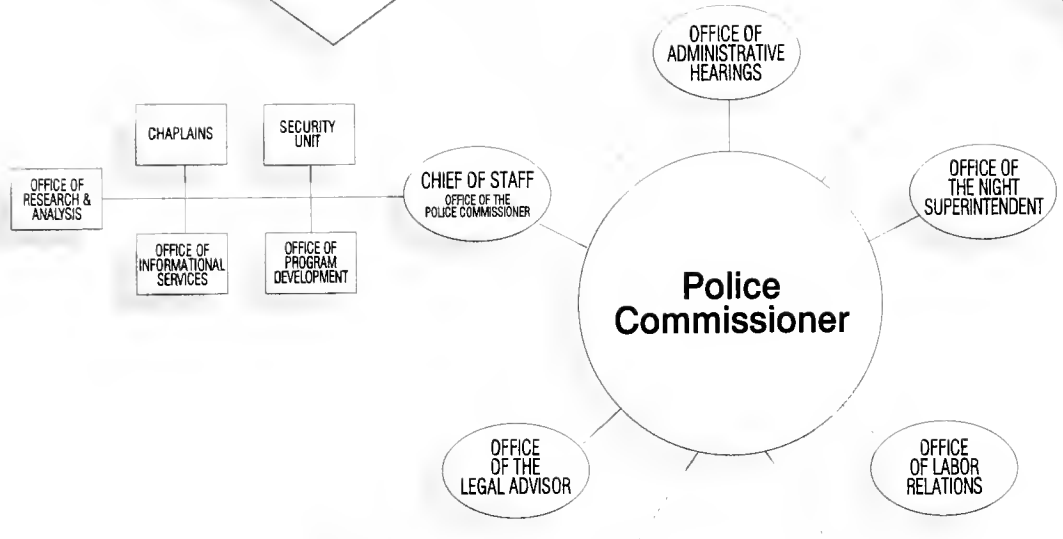 OFFICE OF
ADMINISTRATIVE
HEARINGS
CHAPLAINS
SECURITY
UNIT
OFFICE OF
RESEARCH &
ANALYSIS
CHIEF OF STAFF
OFFICE OF THE
POLICE COMMISSIONER
OFFICE OF
THE NIGHT
SUPERINTENDENT
OFFICE OF
INFORMATIONAL
SERVICES
OFFICE OF
PROGRAM
DEVELOPMENT
Police
Commissioner
OFFICE
OF THE
LEGAL ADVISOR
OFFICE
OF LABOR
RELATIONS